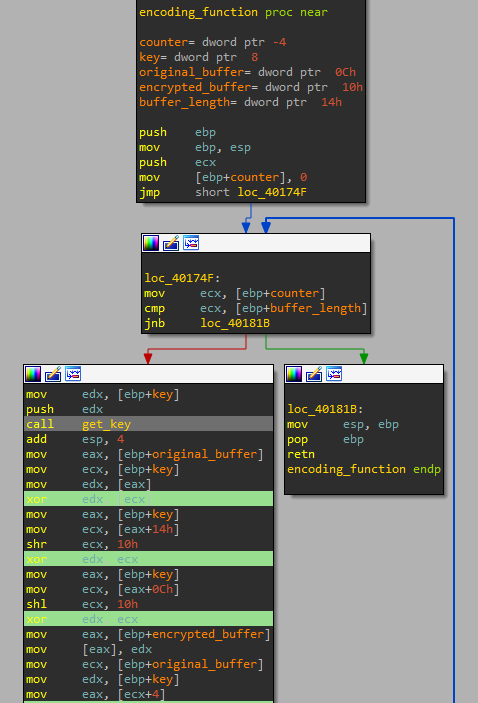 encoding_function proc near
counter= dword ptr -4
key= dword ptr  8
original_buffer= dword ptr  0Ch
encrypted_buffer= dword ptr  10h
buffer_length= dword ptr  14h
push    ebp
mov     ebp, esp
push    ecx
mov     [ebp+counter], 0
jmp     short loc_40174F
loc_40174F:
mov     ecx, [ebp+counter]
cmp     ecx, [ebp+buffer_length]
jnb     loc_40181B
mov     edx, [ebp+key]
push    edx
call    get_key
add     esp, 4
mov     eax, [ebp+original_buffer]
mov     ecx, [ebp+key]
mov     edx, [eax]
xor     edx  ecx
mov     eax, [ebp+key]
mov     ecx, [eax+14h]
shr     ecx, 10h
xor     edx  ecx
mov     eax, [ebp+key]
mov     ecx, [eax+0Ch]
shl     ecx, 10h
xor     edx  ecx
mov     eax, [ebp+encrypted_buffer]
mov     [eax], edx
mov     ecx, [ebp+original_buffer]
mov     edx, [ebp+key]
mov     eax, [ecx+4]
loc_40181B:
mov     esp, ebp
pop     ebp
retn
encoding_function endp